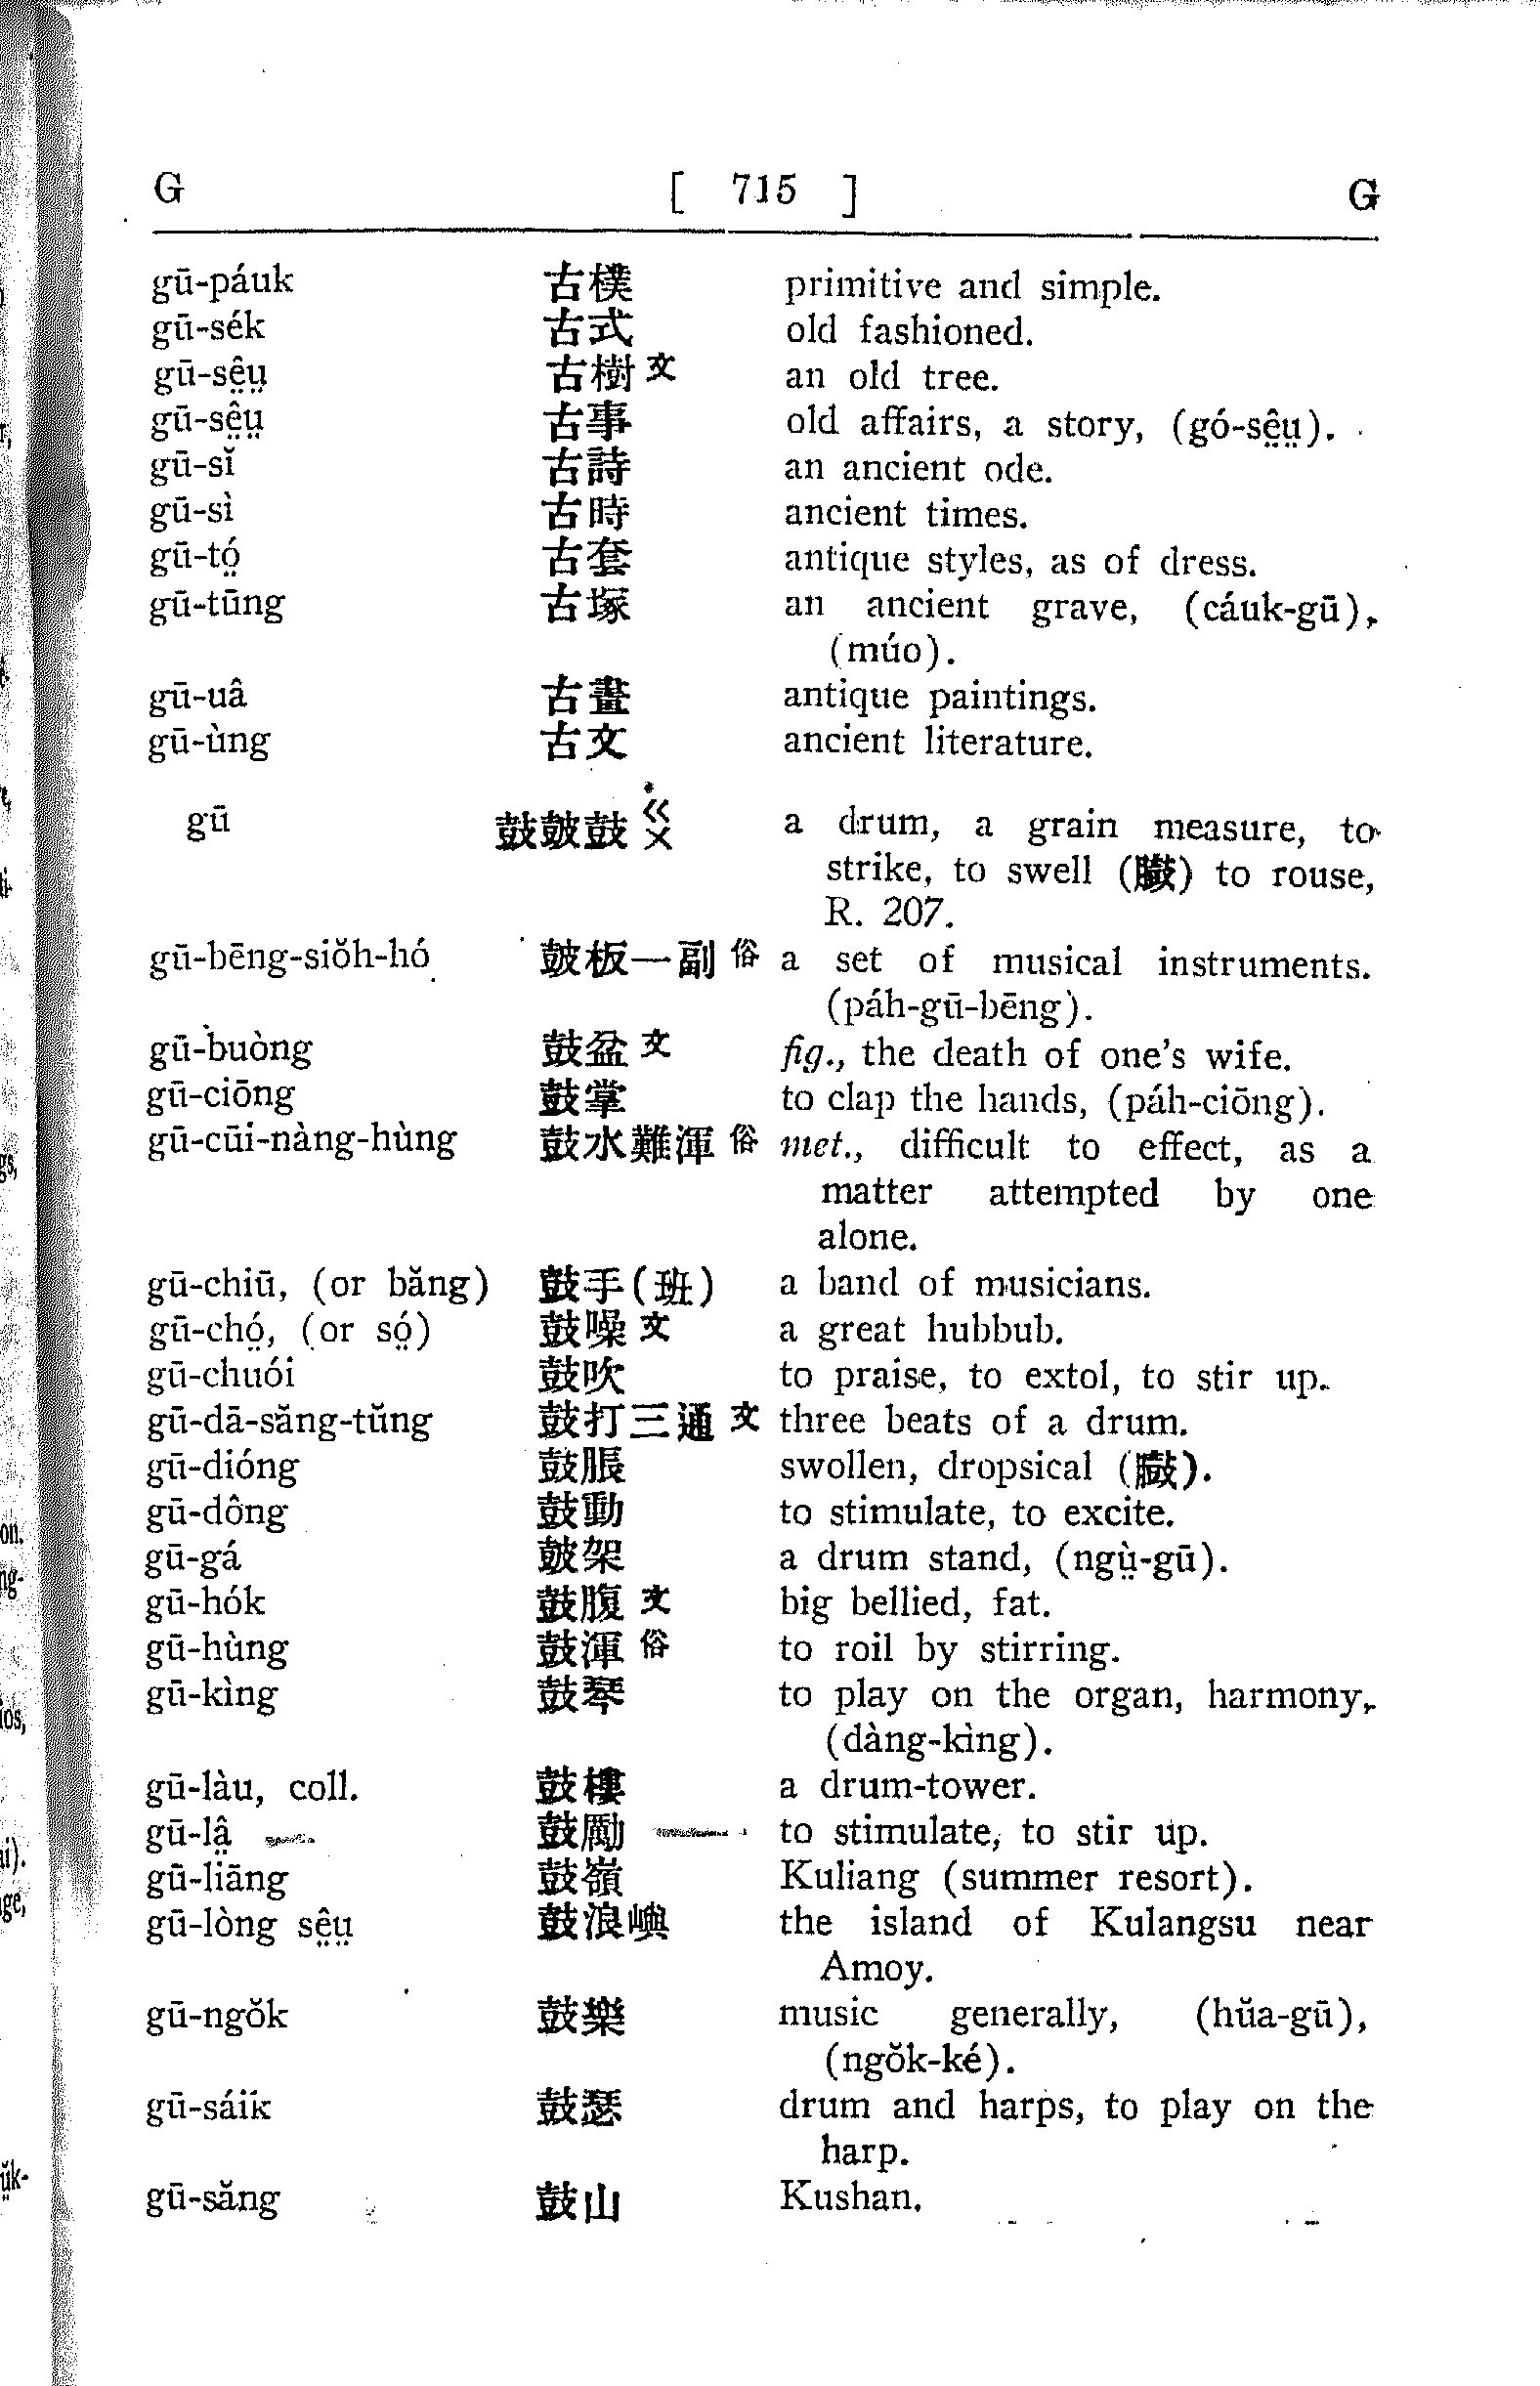 G [ 715 ] G
gū-páuk 古樸 primitive and simple.
gū-sék 古式 old fashioned.
gū-sê̤ṳ 古樹文 an old tree.
gū-sê̤ṳ 古事 old affairs, a story, (gó-sê̤ṳ).
gū-sĭ 古詩 an ancient ode.
gū-sì 古時 ancient times.
gū-tó̤ 古套 antique styles, as of dress.
gū-tūng 古塚 an ancient grave, (cáuk-gū),
(múo).
gū-uâ 古畫 antique paintings.
gū-ùng 古文 ancient literature.
gū 鼓皷鼓 ㄍㄨ a drum, a grain measure, to
strike, to swell (臌) to rouse,
R. 207.
gū-bēng-siŏh-hó 皷板一副俗 a set of musical instruments.
(páh-gū-bēng).
gū-buòng 鼓盆文 fig., the death of one's wife.
gū-ciōng 鼓掌 to clap the hands, (páh-ciōng).
gū-cūi-nàng-hùng 鼓水難渾俗 met., difficult to effect, as a
matter attempted by one
alone.
gū-chiū, (or băng) 鼓手(班) a band of musicians.
gū-chó̤, (or só̤) 鼓噪文 a great hubbub.
gū-chuói 鼓吹 to praise, to extol, to stir up.
gū-dā-săng-tŭng 鼓打三通文 three beats of a drum.
gū-dióng 鼓脹 swollen, dropsical (臌).
gū-dông 鼓動 to stimulate, to excite.
gū-gá 皷架 a drum stand, (ngṳ̀-gū).
gū-hók 鼓腹文 big bellied, fat.
gū-hùng 鼓渾俗 to roil by stirring.
gū-kìng 鼓琴 to play on the organ, harmony,
(dàng-kìng).
gū-làu, coll. 鼓樓 a drum-tower.
gū-lâ̤ 鼓勵 to stimulate, to stir up.
gū-liāng 鼓嶺 Kuliang (summer resort).
gū-lòng sê̤ṳ 鼓浪嶼 the island of Kulangsu near
Amoy.
gū-ngŏk 鼓樂 music generally, (hŭa-gū),
(ngŏk-ké).
gū-sáik 鼓瑟 drum and harps, to play on the
harp.
gū-săng 鼓山 Kushan.